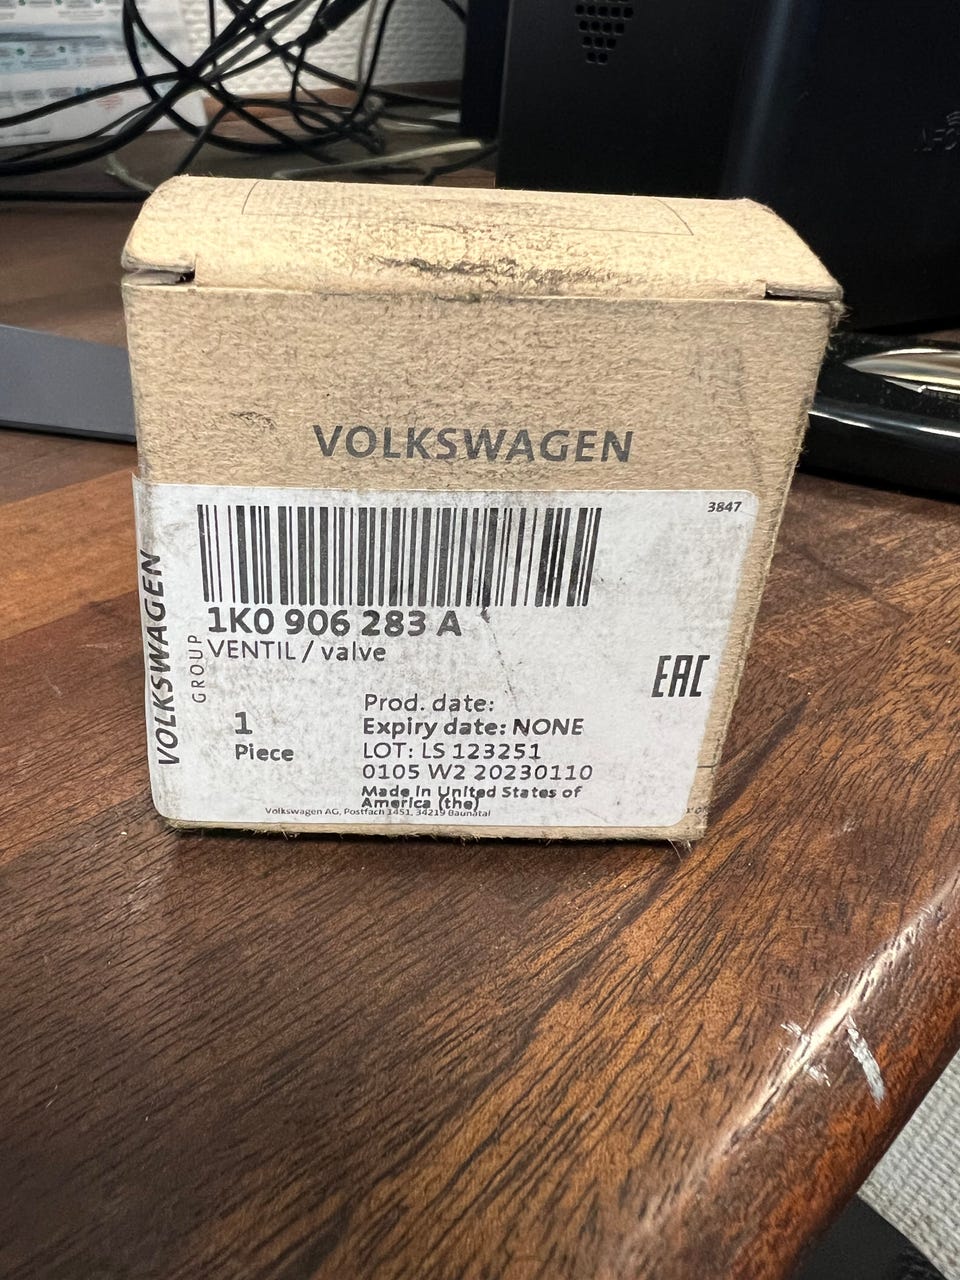 VOLKSWAGEN
3847
1K0 906 283 A
VENTIL / valve
VOLKSWAGEN
GROUP
EAC
Prod. date:
1
Piece
Expiry date: NONE
LOT: LS 123251
0105 W2 20230110
Made in United States of
America (the)
Volkswagen AG, Postfach 1451, 34219 Baunatal